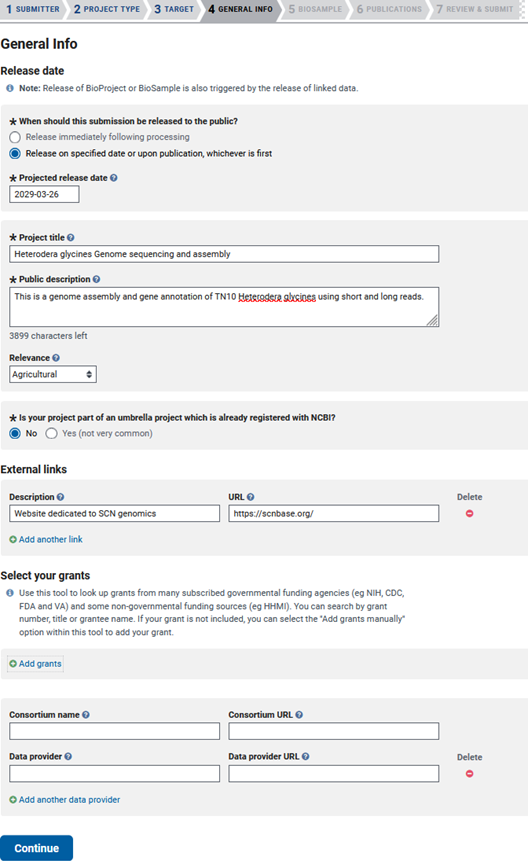 1 SUBMITTER 2 PROJECT TYPE 3 TARGET 4 GENERAL INFO 5 BIOSAMPLE 6 PUBLICATIONS 7 REVIEW & SUBMIT
General Info
Release date
Note: Release of BioProject or BioSample is also triggered by the release of linked data.
* When should this submission be released to the public?
Release immediately following processing
Release on specified date or upon publication, whichever is first
* Projected release date
2029-03-26
* Project title
Heterodera glycines Genome sequencing and assembly
* Public description
This is a genome assembly and gene annotation of TN10 Heterodera glycines using short and long reads.
3899 characters left
Relevance
Agricultural
* Is your project part of an umbrella project which is already registered with NCBI?
No Yes (not very common)
External links
Description URL Delete
Website dedicated to SCN genomics https://scnbase.org/
Add another link
Select your grants
Use this tool to look up grants from many subscribed governmental funding agencies (eg NIH, CDC,
FDA and VA) and some non-governmental funding sources (eg HHMI). You can search by grant
number, title or grantee name. If your grant is not included, you can select the "Add grants manually"
option within this tool to add your grant.
Add grants
Consortium name Consortium URL
Data provider Data provider URL Delete
Add another data provider
Continue